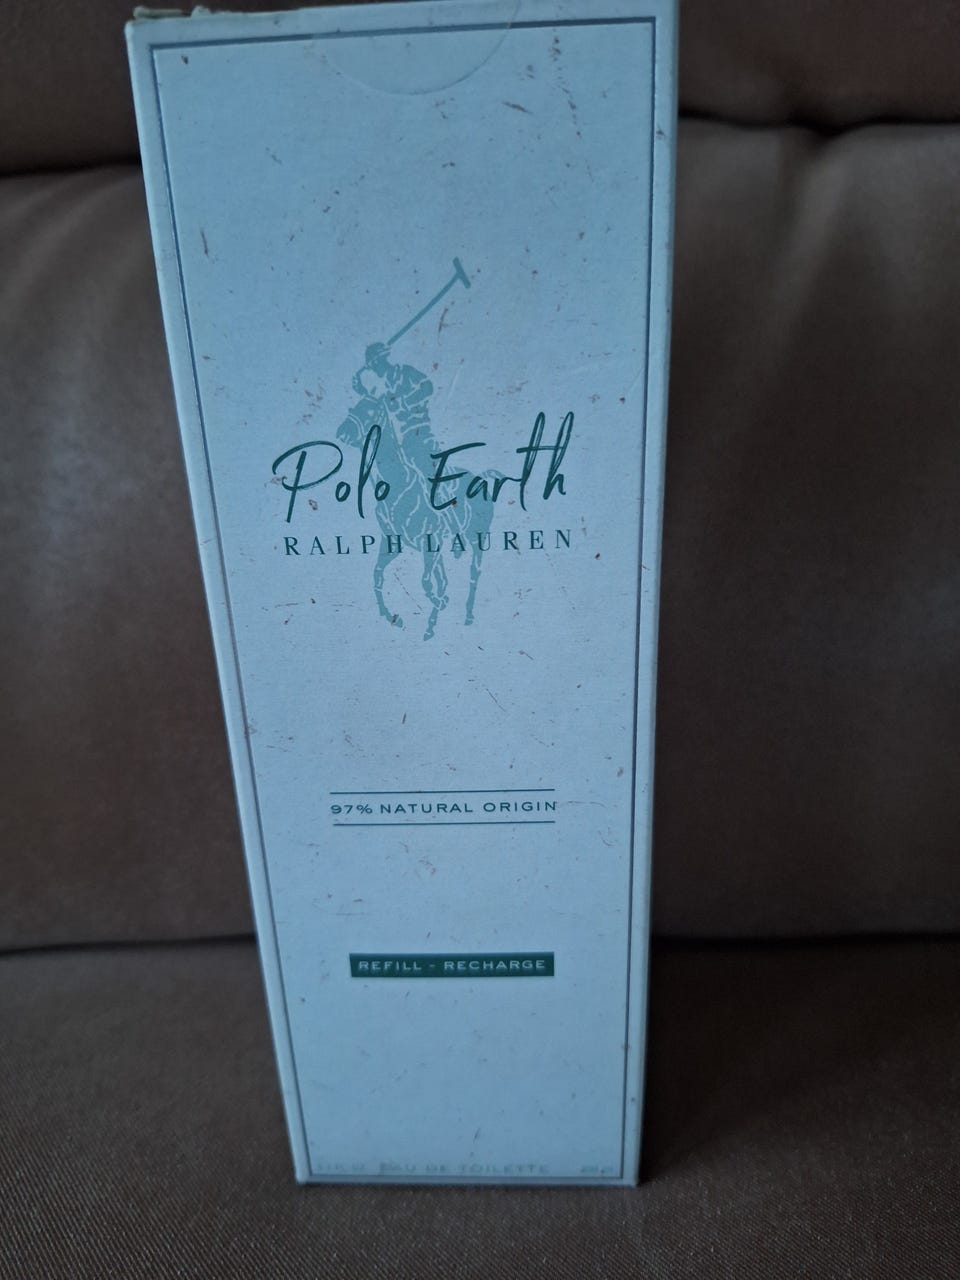 Polo Earth
RALPH LAUREN
97% NATURAL ORIGIN
REFILL - RECHARGE
EAU DE TOILETTE